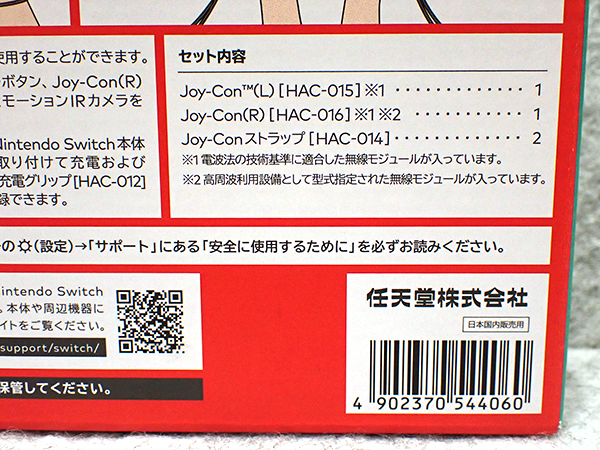 使用することができます。
ボタン、Joy-Con(R)
モーションIRカメラを
Nintendo Switch本体
取り付けて充電および
充電グリップ[HAC-012]
録できます。
セット内容
Joy-Con™(L) [HAC-015] ※1 ・・・・・・・・・・・・ 1
Joy-Con(R) [HAC-016] ※1 ※2 ・・・・・・・・・・ 1
Joy-Conストラップ [HAC-014]・・・・・・・・・・・・ 2
※1 電波法の技術基準に適合した無線モジュールが入っています。
※2 高周波利用設備として型式指定された無線モジュールが入っています。
の(設定)→「サポート」にある「安全に使用するために」を必ずお読みください。
Nintendo Switch
。本体や周辺機器に
イトをご覧ください。
support/switch/
保管してください。
任天堂株式会社
日本国内販売用
4 902370 544060